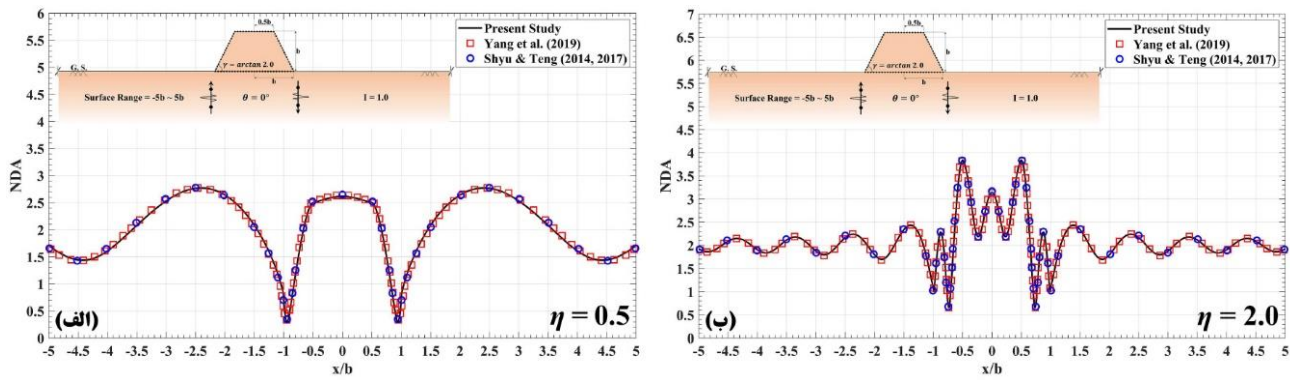 6
5.5
5
4.5
4
3.5
3
2.5
2
1.5
1
0.5
0
NDA
0.5b
b
G. S.
γ = arctan 2.0
b
Surface Range = -5b ~ 5b
θ = 0°
I = 1.0
Present Study
Yang et al. (2019)
Shyu & Teng (2014, 2017)
(الف)
η = 0.5
-5 -4.5 -4 -3.5 -3 -2.5 -2 -1.5 -1 -0.5 0 0.5 1 1.5 2 2.5 3 3.5 4 4.5 5
x/b
7
6.5
6
5.5
5
4.5
4
3.5
3
2.5
2
1.5
1
0.5
0
NDA
0.5b
b
G. S.
γ = arctan 2.0
b
Surface Range = -5b ~ 5b
θ = 0°
I = 1.0
Present Study
Yang et al. (2019)
Shyu & Teng (2014, 2017)
(ب)
η = 2.0
-5 -4.5 -4 -3.5 -3 -2.5 -2 -1.5 -1 -0.5 0 0.5 1 1.5 2 2.5 3 3.5 4 4.5 5
x/b